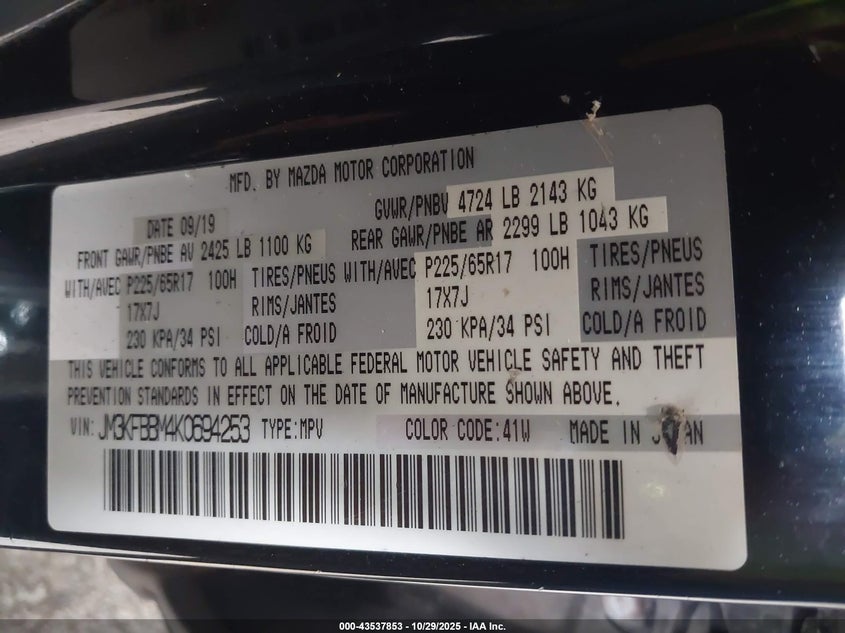 MFD. BY MAZDA MOTOR CORPORATION
DATE 09/19 GVWR/PNBV 4724 LB 2143 KG
FRONT GAWR/PNBE AV 2425 LB 1100 KG REAR GAWR/PNBE AR 2299 LB 1043 KG
WITH/AVEC P225/65R17 100H TIRES/PNEUS WITH/AVEC P225/65R17 100H TIRES/PNEUS
17X7J RIMS/JANTES 17X7J RIMS/JANTES
230 KPA/34 PSI COLD/A FROID 230 KPA/34 PSI COLD/A FROID
THIS VEHICLE CONFORMS TO ALL APPLICABLE FEDERAL MOTOR VEHICLE SAFETY AND THEFT
PREVENTION STANDARDS IN EFFECT ON THE DATE OF MANUFACTURE SHOWN ABOVE.
VIN: JM3KFBBM4K0694253 TYPE:MPV COLOR CODE:41W MADE IN JAPAN
000-43537853 - 10/29/2025 - IAA Inc.